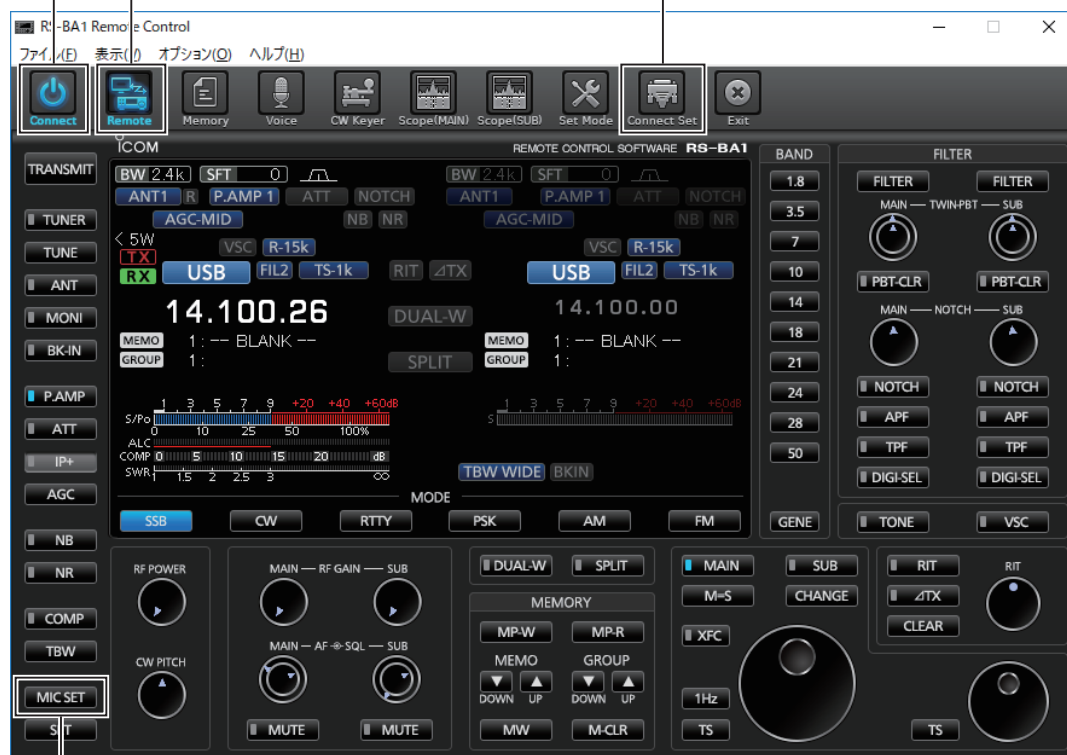 RS-BA1 Remote Control
ファイル(F) 表示(V) オプション(O) ヘルプ(H)
Connect Remote Memory Voice CW Keyer Scope(MAIN) Scope(SUB) Set Mode Connect Set Exit
ICOM REMOTE CONTROL SOFTWARE RS-BA1
TRANSMIT
TUNER
TUNE
ANT
MONI
BK-IN
P.AMP
ATT
IP+
AGC
NB
NR
COMP
TBW
MIC SET
SET
BW 2.4k SFT 0
ANT1 R P.AMP 1 ATT NOTCH
AGC-MID NB NR
< 5W VSC R-15k
TX
RX USB FIL2 TS-1k RIT ⊿TX
14.100.26 DUAL-W
MEMO 1: -- BLANK --
GROUP 1: SPLIT
BW 2.4k SFT 0
ANT1 P.AMP 1 ATT NOTCH
AGC-MID NB NR
VSC R-15k
USB FIL2 TS-1k
14.100.00
MEMO 1: -- BLANK --
GROUP 1:
1 3 5 7 9 +20 +40 +60dB
S/Po
0 10 25 50 100%
ALC
COMP 0 5 10 15 20 dB
SWR 1 1.5 2 2.5 3 ∞
1 3 5 7 9 +20 +40 +60dB
S
TBW WIDE BKIN
MODE
SSB CW RTTY PSK AM FM
BAND
1.8
3.5
7
10
14
18
21
24
28
50
GENE
FILTER
FILTER FILTER
MAIN — TWIN-PBT — SUB
PBT-CLR PBT-CLR
MAIN — NOTCH — SUB
NOTCH NOTCH
APF APF
TPF TPF
DIGI-SEL DIGI-SEL
TONE VSC
RF POWER
CW PITCH
MAIN — RF GAIN — SUB
MAIN — AF SQL — SUB
MUTE MUTE
DUAL-W SPLIT
MEMORY
MP-W MP-R
MEMO GROUP
DOWN UP DOWN UP
MW M-CLR
MAIN SUB
M=S CHANGE
XFC
1Hz
TS
RIT RIT
⊿TX
CLEAR
TS